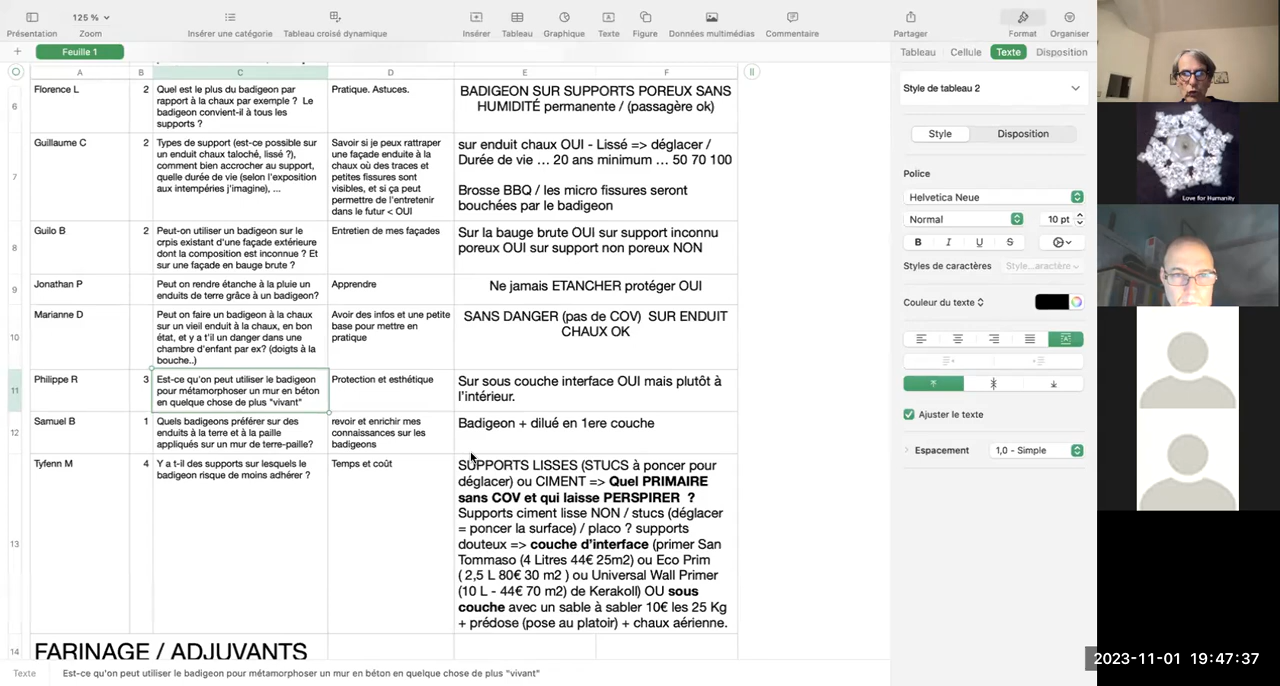 125 %
Présentation
Zoom
Insérer une catégorie
Tableau croisé dynamique
Insérer
Tableau
Graphique
Texte
Figure
Données multimédias
Commentaire
Partager
Format
Organiser
+
Feuille 1
Tableau
Cellule
Texte
Disposition
A
B
C
D
E
F
6
Florence L
2
Quel est le plus du badigeon par
rapport à la chaux par exemple ? Le
badigeon convient-il à tous les
supports ?
Pratique. Astuces.
BADIGEON SUR SUPPORTS POREUX SANS
HUMIDITÉ permanente / (passagère ok)
7
Guillaume C
2
Types de support (est-ce possible sur
un enduit chaux taloché, lissé ?),
comment bien accrocher au support,
quelle durée de vie (selon l'exposition
aux intempéries j'imagine), ...
Savoir si je peux rattraper
une façade enduite à la
chaux où des traces et
petites fissures sont
visibles, et si ça peut
permettre de l'entretenir
dans le futur < OUI
sur enduit chaux OUI - Lissé => déglacer /
Durée de vie … 20 ans minimum … 50 70 100
Brosse BBQ / les micro fissures seront
bouchées par le badigeon
8
Guilo B
2
Peut-on utiliser un badigeon sur le
crpis existant d'une façade extérieure
dont la composition est inconnue ? Et
sur une façade en bauge brute ?
Entretien de mes façades
Sur la bauge brute OUI sur support inconnu
poreux OUI sur support non poreux NON
9
Jonathan P
Peut on rendre étanche à la pluie un
enduits de terre grâce à un badigeon?
Apprendre
Ne jamais ETANCHER protéger OUI
10
Marianne D
Peut on faire un badigeon à la chaux
sur un vieil enduit à la chaux, en bon
état, et y a t'il un danger dans une
chambre d'enfant par ex? (doigts à la
bouche..)
Avoir des infos et une petite
base pour mettre en
pratique
SANS DANGER (pas de COV) SUR ENDUIT
CHAUX OK
11
Philippe R
3
Est-ce qu'on peut utiliser le badigeon
pour métamorphoser un mur en béton
en quelque chose de plus "vivant"
Protection et esthétique
Sur sous couche interface OUI mais plutôt à
l'intérieur.
12
Samuel B
1
Quels badigeons préférer sur des
enduits à la terre et à la paille
appliqués sur un mur de terre-paille?
revoir et enrichir mes
connaissances sur les
badigeons
Badigeon + dilué en 1ere couche
13
Tyfenn M
4
Y a t-il des supports sur lesquels le
badigeon risque de moins adhérer ?
Temps et coût
SUPPORTS LISSES (STUCS à poncer pour
déglacer) ou CIMENT => Quel PRIMAIRE
sans COV et qui laisse PERSPIRER ?
Supports ciment lisse NON / stucs (déglacer
= poncer la surface) / placo ? supports
douteux => couche d'interface (primer San
Tommaso (4 Litres 44€ 25m2) ou Eco Prim
( 2,5 L 80€ 30 m2 ) ou Universal Wall Primer
(10 L - 44€ 70 m2) de Kerakoll) OU sous
couche avec un sable à sabler 10€ les 25 Kg
+ prédose (pose au platoir) + chaux aérienne.
14
FARINAGE / ADJUVANTS
Texte
Est-ce qu'on peut utiliser le badigeon pour métamorphoser un mur en béton en quelque chose de plus "vivant"
Style de tableau 2
Style
Disposition
Police
Helvetica Neue
Normal
10 pt
B I U S
Styles de caractères
Style...aractère
Couleur du texte
Ajuster le texte
Espacement
1,0 - Simple
Love for Humanity
2023-11-01 19:47:37